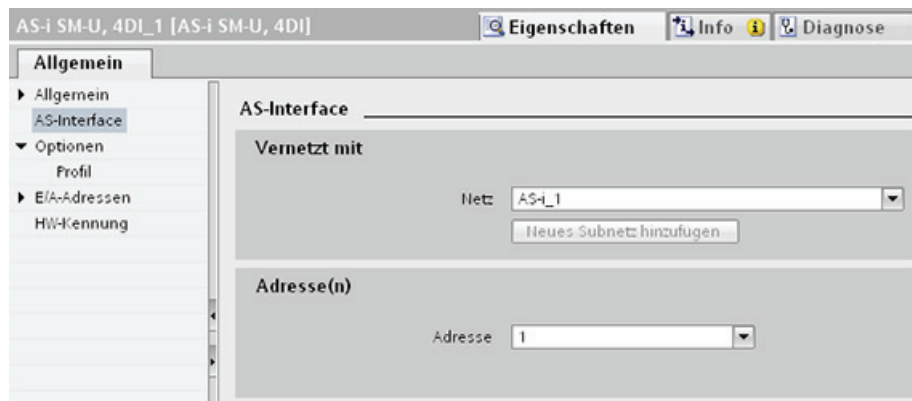 AS-i SM-U, 4DI_1 [AS-i SM-U, 4DI]
Eigenschaften
Info
Diagnose
Allgemein
Allgemein
AS-Interface
Optionen
Profil
E/A-Adressen
HW-Kennung
AS-Interface
Vernetzt mit
Netz
AS-i_1
Neues Subnetz hinzufügen
Adresse(n)
Adresse
1